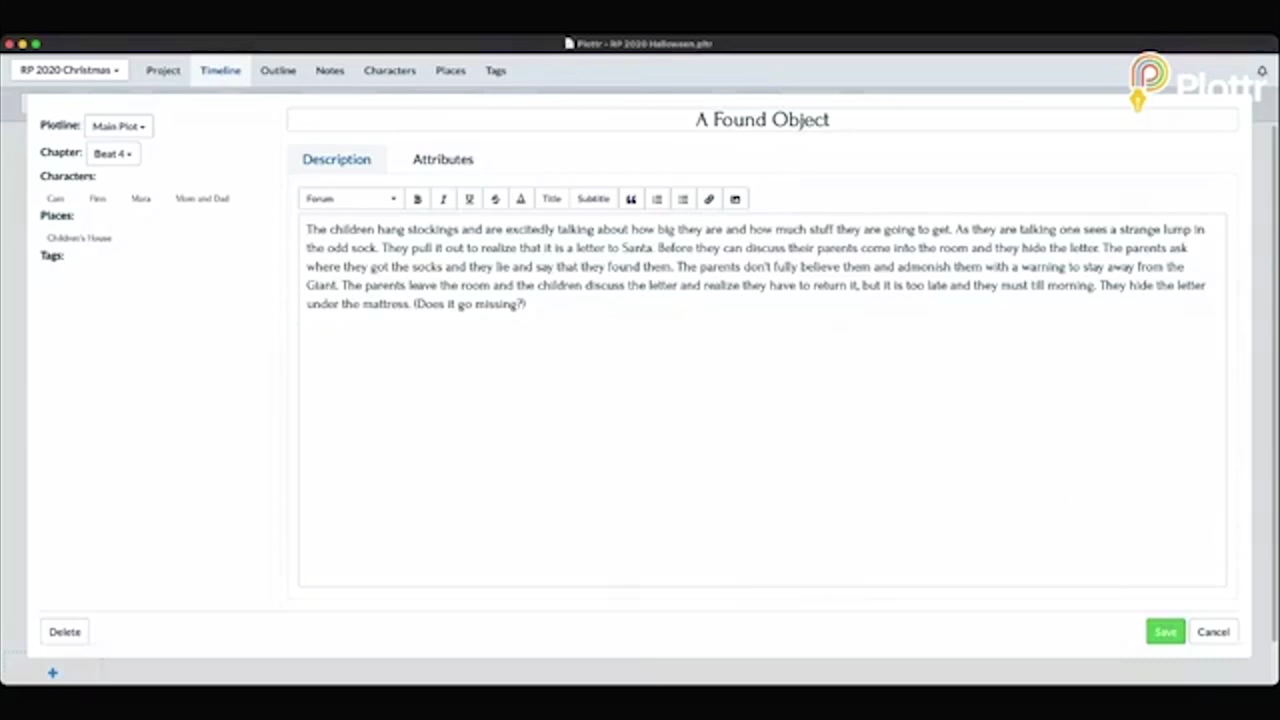 Plottr - RP 2020 Halloween.pltr
RP 2020 Christmas
Project
Timeline
Outline
Notes
Characters
Places
Tags
Plottr
Plotline: Main Plot
Chapter: Beat 4
Characters:
Cam Finn Mara Mom and Dad
Places:
Children's House
Tags:
A Found Object
Description
Attributes
Forum B I U S A Title Subtitle
The children hang stockings and are excitedly talking about how big they are and how much stuff they are going to get. As they are talking one sees a strange lump in
the odd sock. They pull it out to realize that it is a letter to Santa. Before they can discuss their parents come into the room and they hide the letter. The parents ask
where they got the socks and they lie and say that they found them. The parents don't fully believe them and admonish them with a warning to stay away from the
Giant. The parents leave the room and the children discuss the letter and realize they have to return it, but it is too late and they must till morning. They hide the letter
under the mattress. (Does it go missing?)
Delete
Save
Cancel